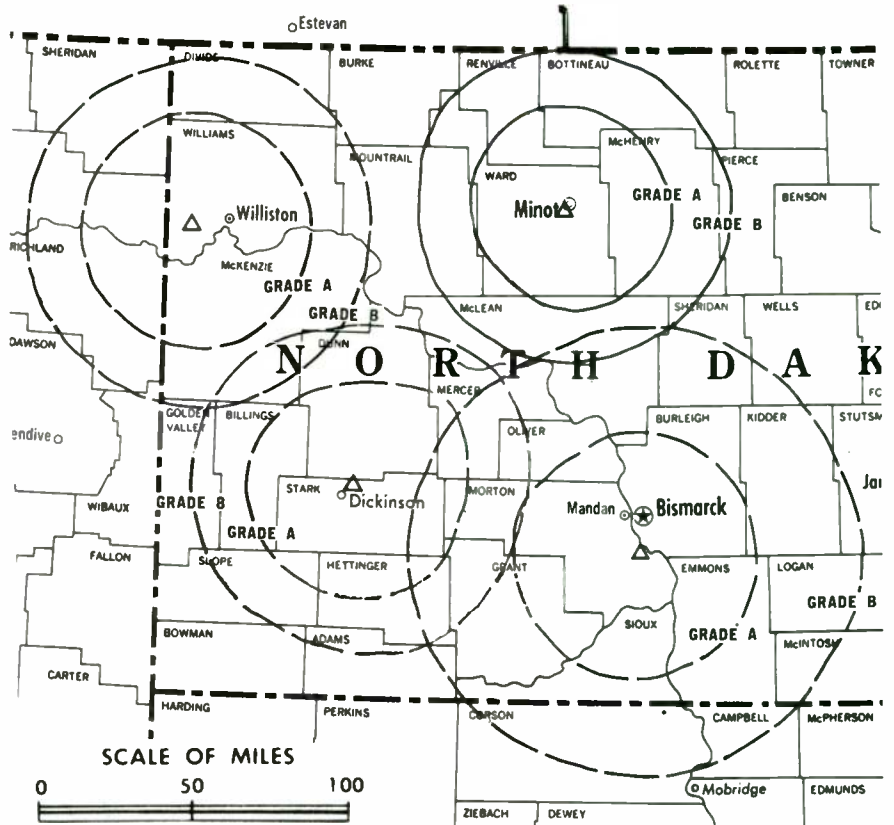 Estevan
SHERIDAN
DIVIDE
BURKE
RENVILLE
BOTTINEAU
ROLETTE
TOWNER
WILLIAMS
MOUNTRAIL
WARD
McHENRY
PIERCE
BENSON
GRADE A
GRADE B
Minot
Williston
RICHLAND
McKENZIE
GRADE A
GRADE B
McLEAN
SHERIDAN
WELLS
DAWSON
DUNN
NORTH DAK
MERCER
GOLDEN VALLEY
BILLINGS
OLIVER
BURLEIGH
KIDDER
STUTSM
endive
STARK
Dickinson
MORTON
Mandan
Bismarck
Jar
WIBAUX
GRADE B
GRADE A
FALLON
SLOPE
HETTINGER
GRANT
EMMONS
LOGAN
GRADE B
SIOUX
GRADE A
BOWMAN
ADAMS
McINTOSH
CARTER
HARDING
PERKINS
CORSON
CAMPBELL
McPHERSON
SCALE OF MILES
0 50 100
Mobridge
EDMUNDS
ZIEBACH
DEWEY